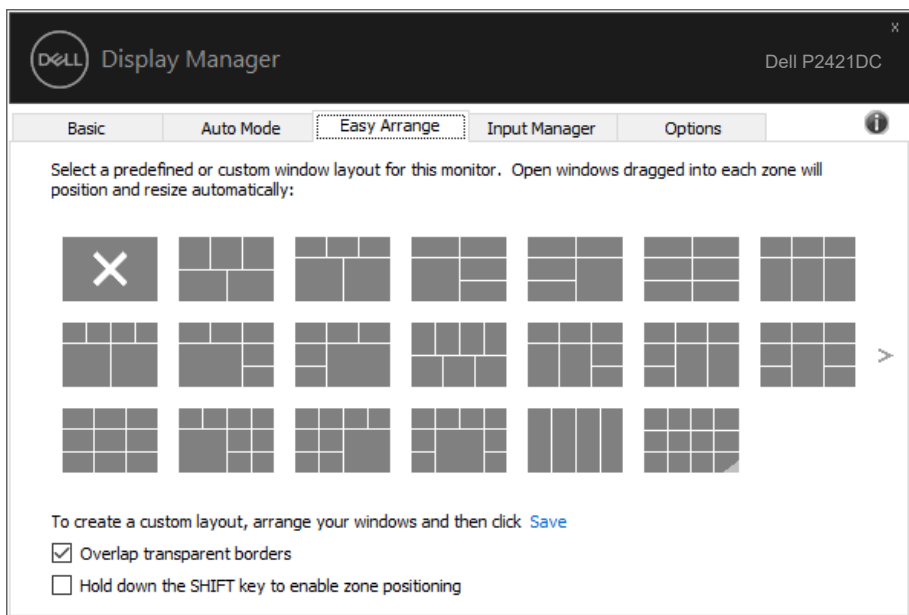 x
DELL Display Manager
Dell P2421DC
Basic Auto Mode Easy Arrange Input Manager Options i
Select a predefined or custom window layout for this monitor. Open windows dragged into each zone will
position and resize automatically:
>
To create a custom layout, arrange your windows and then click Save
Overlap transparent borders
Hold down the SHIFT key to enable zone positioning